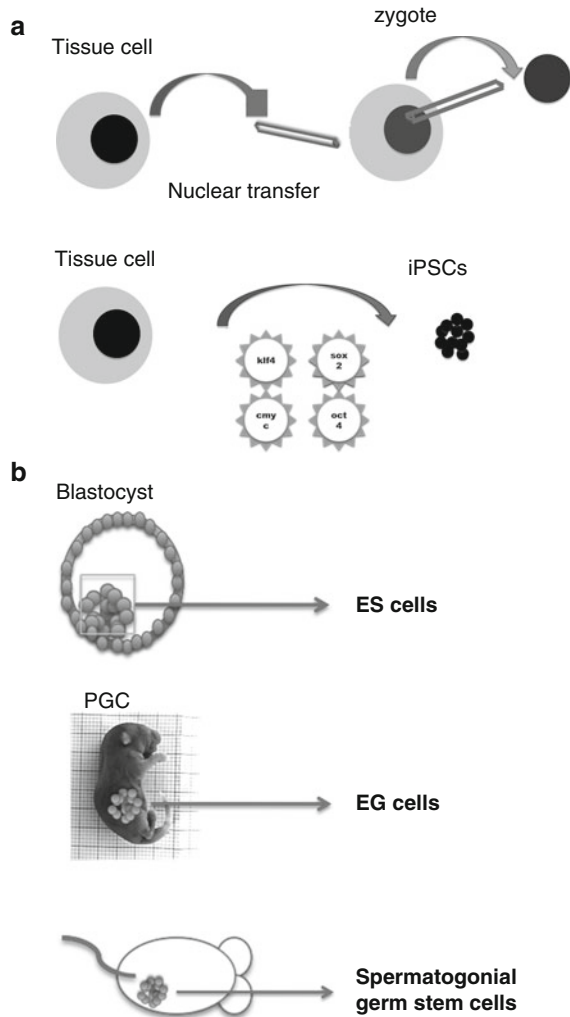 a
Tissue cell
zygote
Nuclear transfer
Tissue cell
iPSCs
klf4
sox
2
cmy
c
oct
4
b
Blastocyst
ES cells
PGC
EG cells
Spermatogonial
germ stem cells